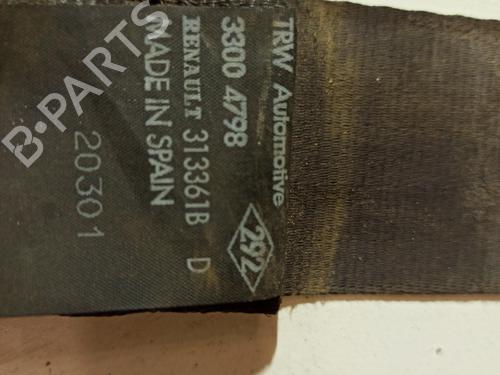 TRW Automotive
3300 4798
RENAULT 313361B D
MADE IN SPAIN
20301
292
B-PARTS